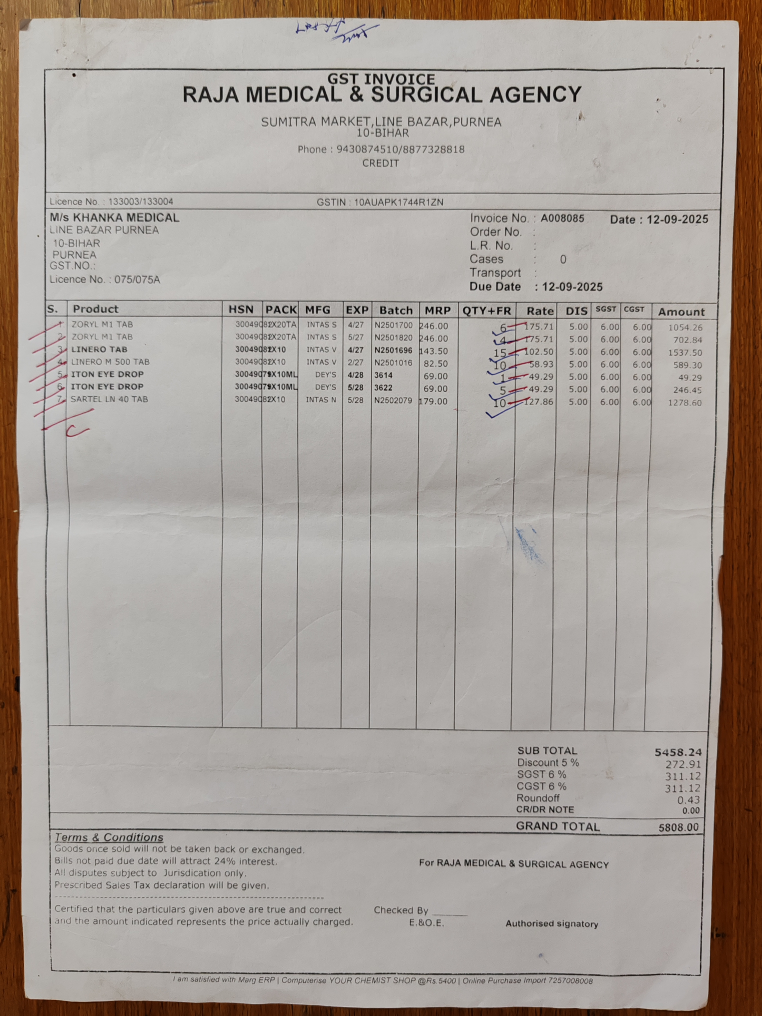 GST INVOICE
RAJA MEDICAL & SURGICAL AGENCY
SUMITRA MARKET,LINE BAZAR,PURNEA
10-BIHAR
Phone : 9430874510/8877328818
CREDIT
Licence No. : 133003/133004 GSTIN : 10AUAPK1744R1ZN
M/s KHANKA MEDICAL Invoice No. : A008085 Date : 12-09-2025
LINE BAZAR PURNEA Order No. :
10-BIHAR L.R. No. :
PURNEA Cases : 0
GST.NO.: Transport :
Licence No. : 075/075A Due Date : 12-09-2025
S. Product HSN PACK MFG EXP Batch MRP QTY+FR Rate DIS SGST CGST Amount
1 ZORYL M1 TAB 300490 1X20TA INTAS S 4/27 N2501700 246.00 6 175.71 5.00 6.00 6.00 1054.26
2 ZORYL M1 TAB 300490 1X20TA INTAS S 5/27 N2501820 246.00 4 175.71 5.00 6.00 6.00 702.84
3 LINERO TAB 300490 1X10 INTAS V 4/27 N2501696 143.50 15 102.50 5.00 6.00 6.00 1537.50
4 LINERO M 500 TAB 300490 1X10 INTAS V 2/27 N2501016 82.50 10 58.93 5.00 6.00 6.00 589.30
5 ITON EYE DROP 300490 1X10ML DEY'S 4/28 3614 69.00 1 49.29 5.00 6.00 6.00 49.29
6 ITON EYE DROP 300490 1X10ML DEY'S 5/28 3622 69.00 5 49.29 5.00 6.00 6.00 246.45
7 SARTEL LN 40 TAB 300490 1X10 INTAS N 5/28 N2502079 179.00 10 127.86 5.00 6.00 6.00 1278.60
SUB TOTAL 5458.24
Discount 5 % 272.91
SGST 6 % 311.12
CGST 6 % 311.12
Roundoff 0.43
CR/DR NOTE 0.00
GRAND TOTAL 5808.00
Terms & Conditions
Goods once sold will not be taken back or exchanged.
Bills not paid due date will attract 24% interest.
All disputes subject to Jurisdication only.
Prescribed Sales Tax declaration will be given.
For RAJA MEDICAL & SURGICAL AGENCY
Certified that the particulars given above are true and correct Checked By ______
and the amount indicated represents the price actually charged. E.&O.E. Authorised signatory
I am satisfied with Marg ERP | Computerise YOUR CHEMIST SHOP @Rs.5400 | Online Purchase Import 7257008008